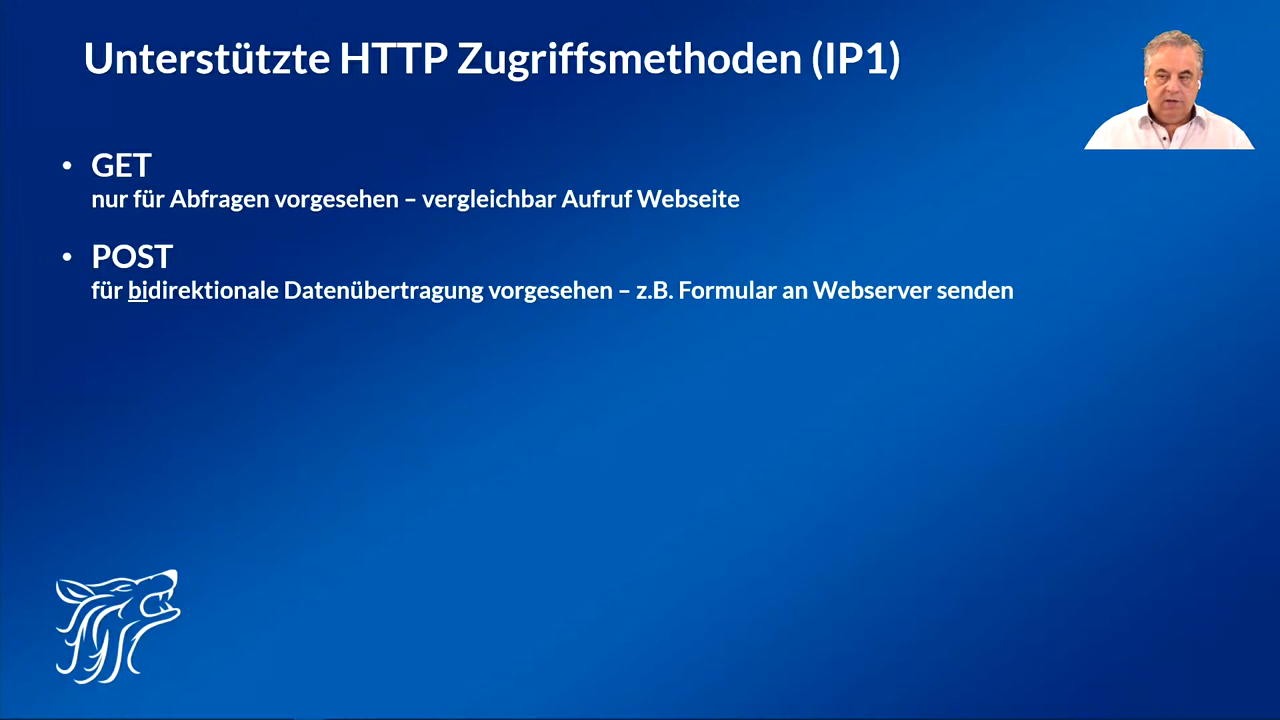 Unterstützte HTTP Zugriffsmethoden (IP1)
• GET
nur für Abfragen vorgesehen – vergleichbar Aufruf Webseite
• POST
für bidirektionale Datenübertragung vorgesehen – z.B. Formular an Webserver senden